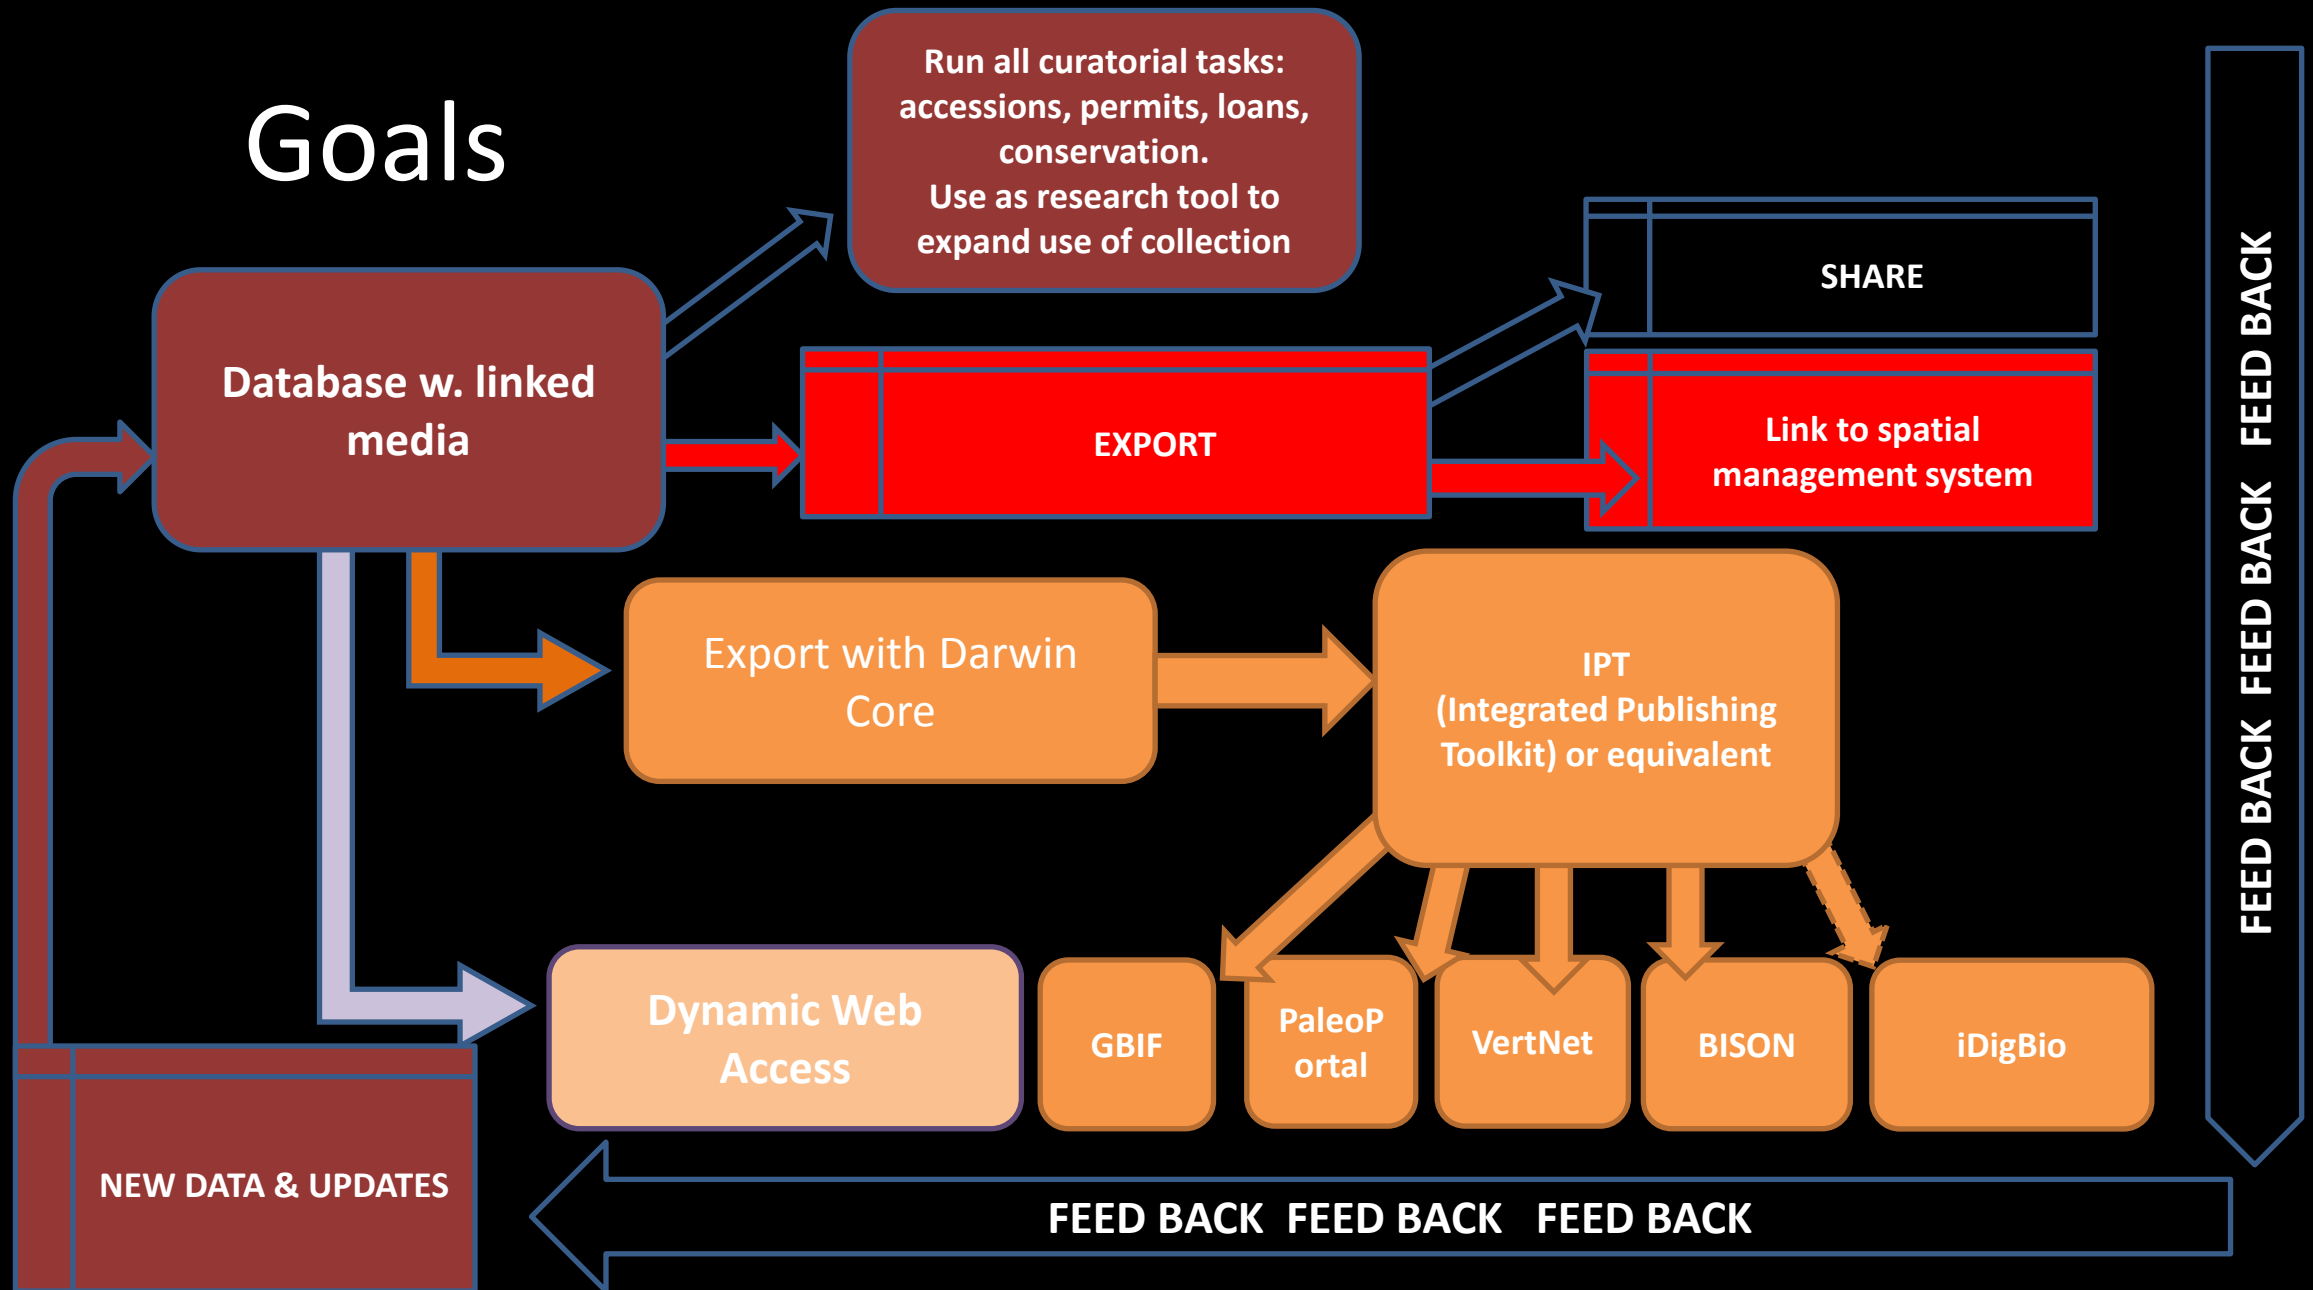 Goals
Run all curatorial tasks:
accessions, permits, loans,
conservation.
Use as research tool to
expand use of collection
Database w. linked
media
EXPORT
SHARE
Link to spatial
management system
Export with Darwin
Core
IPT
(Integrated Publishing
Toolkit) or equivalent
Dynamic Web
Access
GBIF
PaleoP
ortal
VertNet
BISON
iDigBio
NEW DATA & UPDATES
FEED BACK  FEED BACK   FEED BACK
FEED BACK  FEED BACK  FEED BACK